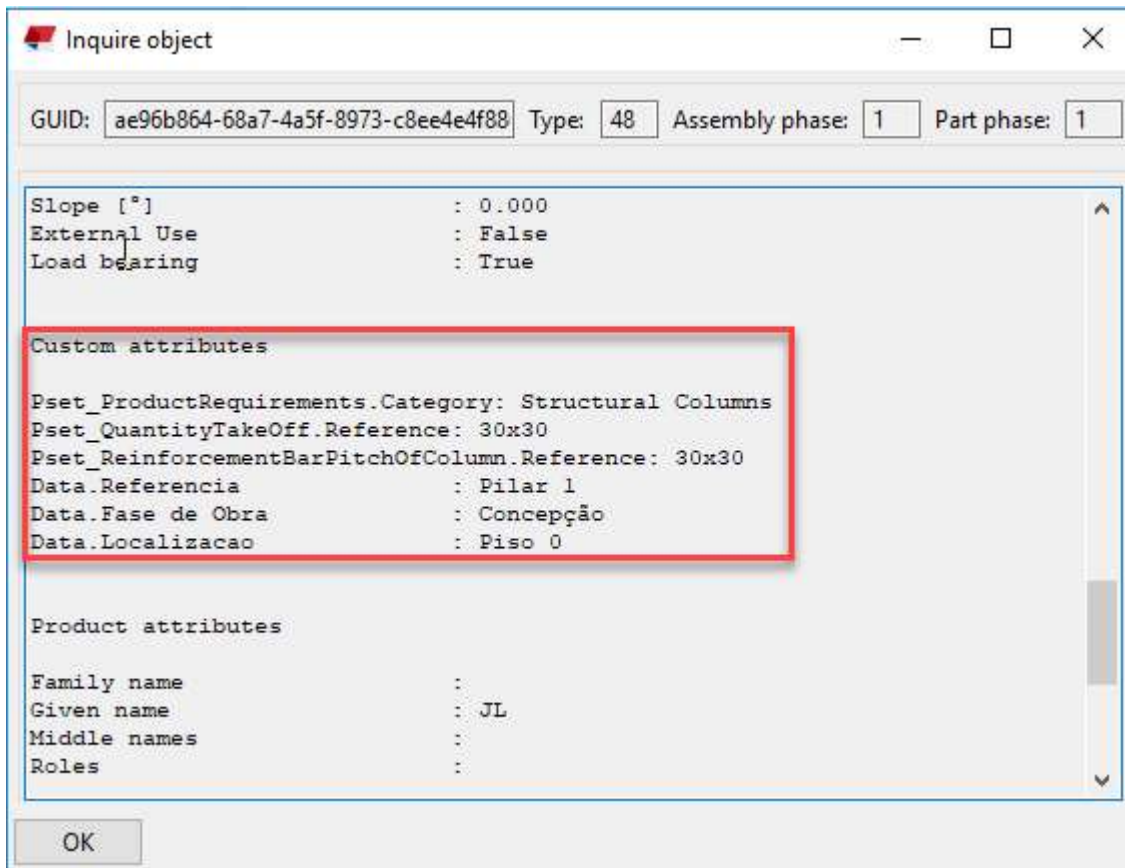 Inquire object
GUID: ae96b864-68a7-4a5f-8973-c8ee4e4f88 Type: 48 Assembly phase: 1 Part phase: 1
Slope [°] : 0.000
External Use : False
Load bearing : True
Custom attributes
Pset_ProductRequirements.Category: Structural Columns
Pset_QuantityTakeOff.Reference: 30x30
Pset_ReinforcementBarPitchOfColumn.Reference: 30x30
Data.Referencia : Pilar 1
Data.Fase de Obra : Concepção
Data.Localizacao : Piso 0
Product attributes
Family name :
Given name : JL
Middle names :
Roles :
OK